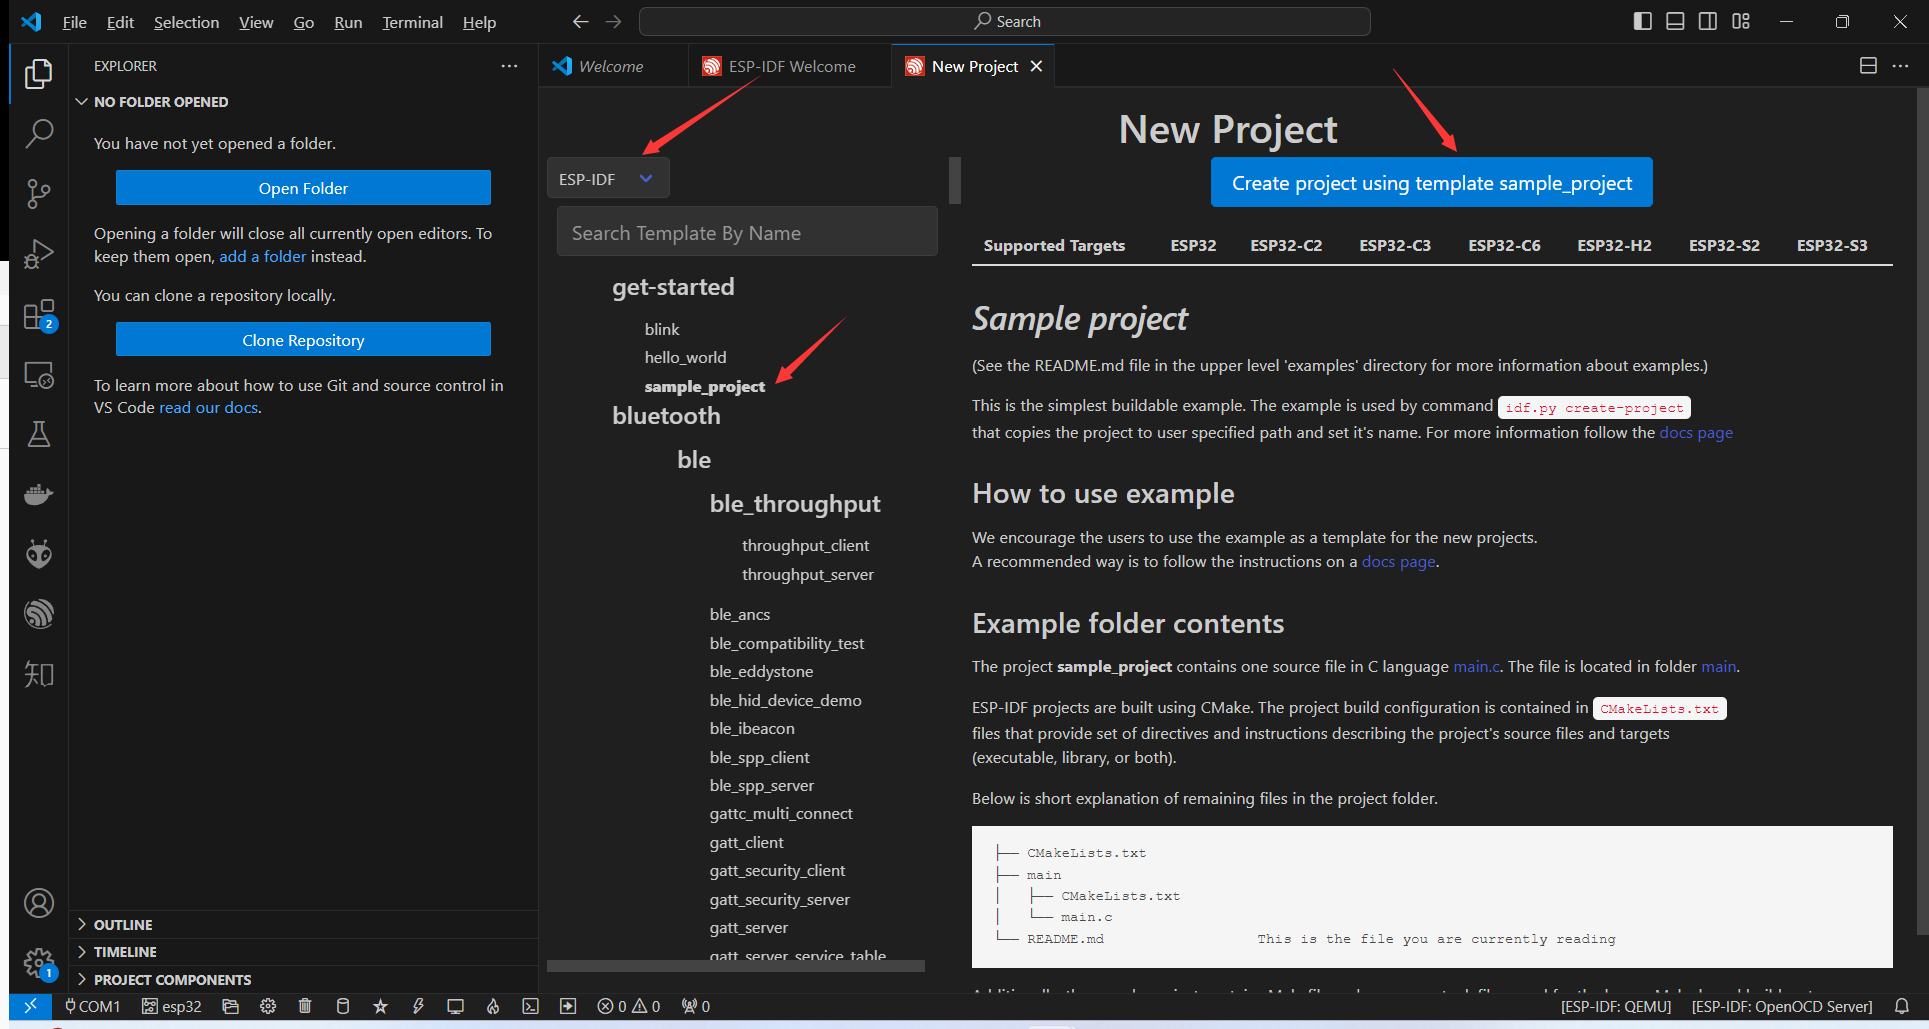 File Edit Selection View Go Run Terminal Help
Search
EXPLORER
Welcome
ESP-IDF Welcome
New Project
NO FOLDER OPENED
You have not yet opened a folder.
Open Folder
Opening a folder will close all currently open editors. To
keep them open, add a folder instead.
You can clone a repository locally.
Clone Repository
To learn more about how to use Git and source control in
VS Code read our docs.
2
知
1
OUTLINE
TIMELINE
PROJECT COMPONENTS
New Project
ESP-IDF
Search Template By Name
get-started
blink
hello_world
sample_project
bluetooth
ble
ble_throughput
throughput_client
throughput_server
ble_ancs
ble_compatibility_test
ble_eddystone
ble_hid_device_demo
ble_ibeacon
ble_spp_client
ble_spp_server
gattc_multi_connect
gatt_client
gatt_security_client
gatt_security_server
gatt_server
gatt_server_service_table
Create project using template sample_project
Supported Targets ESP32 ESP32-C2 ESP32-C3 ESP32-C6 ESP32-H2 ESP32-S2 ESP32-S3
Sample project
(See the README.md file in the upper level 'examples' directory for more information about examples.)
This is the simplest buildable example. The example is used by command idf.py create-project
that copies the project to user specified path and set it's name. For more information follow the docs page
How to use example
We encourage the users to use the example as a template for the new projects.
A recommended way is to follow the instructions on a docs page.
Example folder contents
The project sample_project contains one source file in C language main.c. The file is located in folder main.
ESP-IDF projects are built using CMake. The project build configuration is contained in CMakeLists.txt
files that provide set of directives and instructions describing the project's source files and targets
(executable, library, or both).
Below is short explanation of remaining files in the project folder.
├── CMakeLists.txt
├── main
│   ├── CMakeLists.txt
│   └── main.c
└── README.md This is the file you are currently reading
COM1 esp32 0 0 0 [ESP-IDF: QEMU] [ESP-IDF: OpenOCD Server]